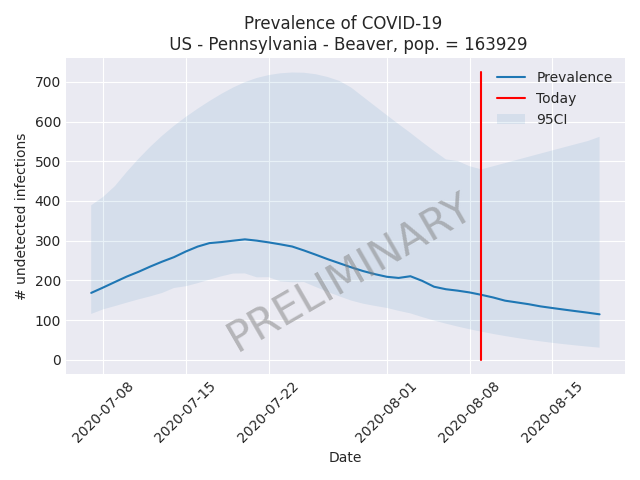 Prevalence of COVID-19
US - Pennsylvania - Beaver, pop. = 163929
700
600
500
400
300
200
100
0
# undetected infections
Prevalence
Today
95CI
PRELIMINARY
2020-07-08
2020-07-15
2020-07-22
2020-08-01
2020-08-08
2020-08-15
Date